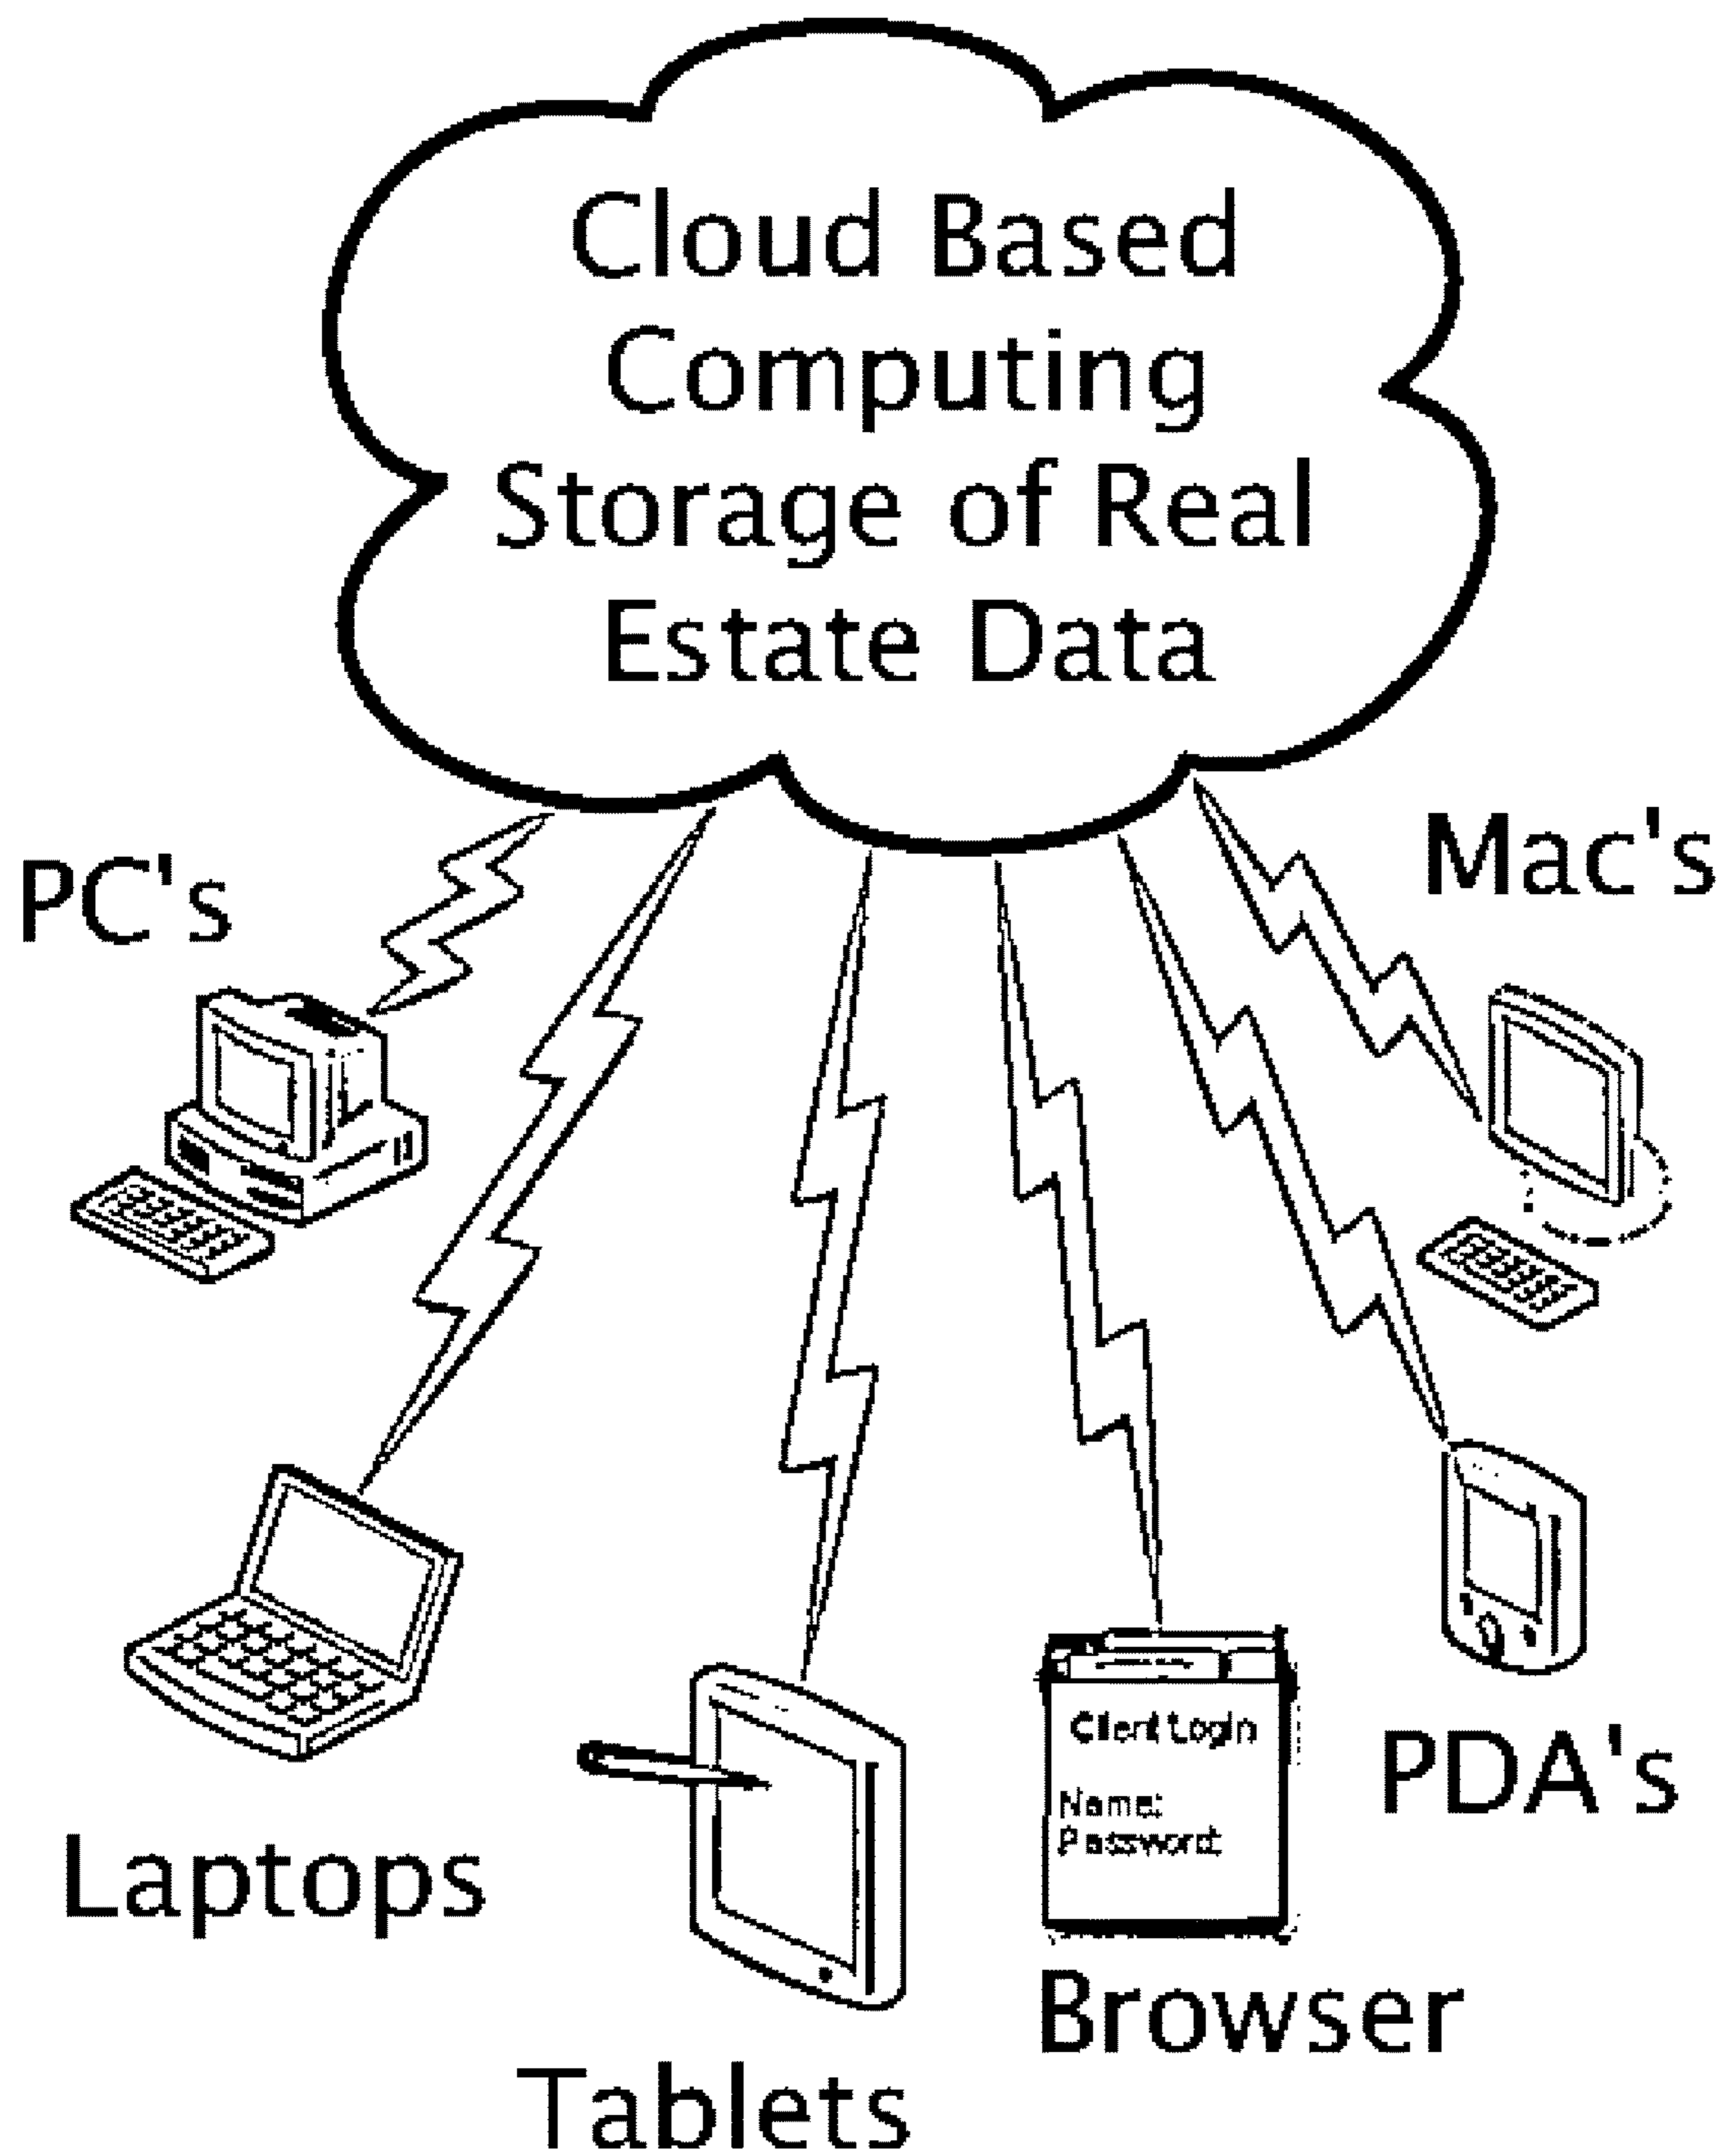 Cloud Based
Computing
Storage of Real
Estate Data
PC's
Mac's
Laptops
Tablets
Client Login
Name:
Password:
Browser
PDA's